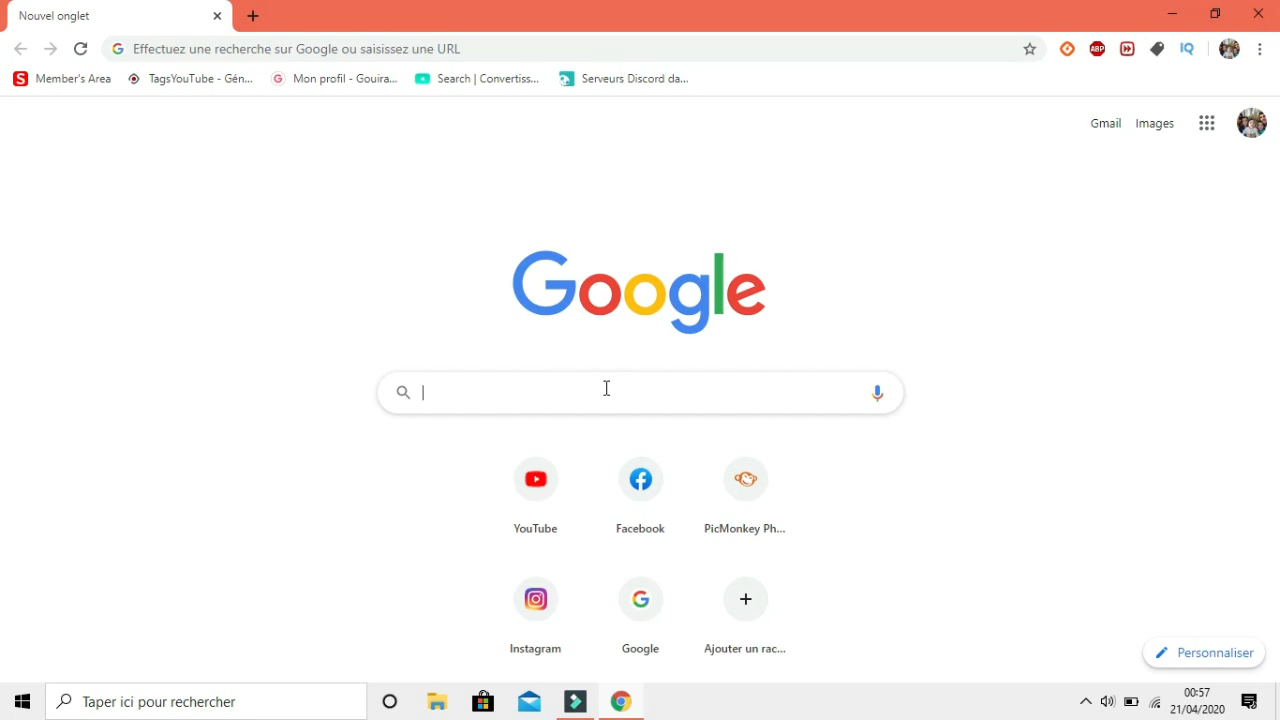 Nouvel onglet
Effectuez une recherche sur Google ou saisissez une URL
ABP
IQ
S Member's Area
TagsYouTube - Gén...
G Mon profil - Gouira...
Search | Convertiss...
Serveurs Discord da...
Gmail Images
Google
YouTube Facebook PicMonkey Ph...
Instagram Google Ajouter un rac...
Personnaliser
Taper ici pour rechercher
00:57
21/04/2020